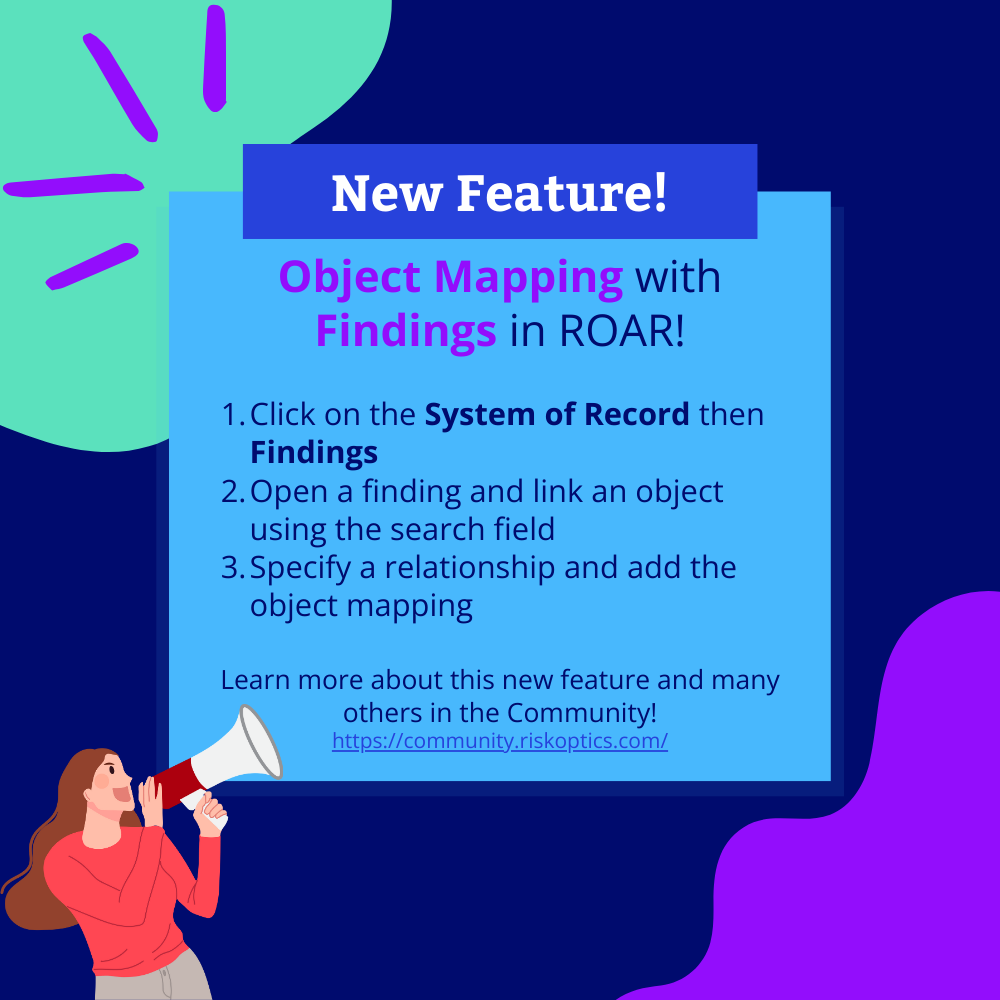 New Feature!
Object Mapping with
Findings in ROAR!
1. Click on the System of Record then
Findings
2. Open a finding and link an object
using the search field
3. Specify a relationship and add the
object mapping
Learn more about this new feature and many
others in the Community!
https://community.riskoptics.com/